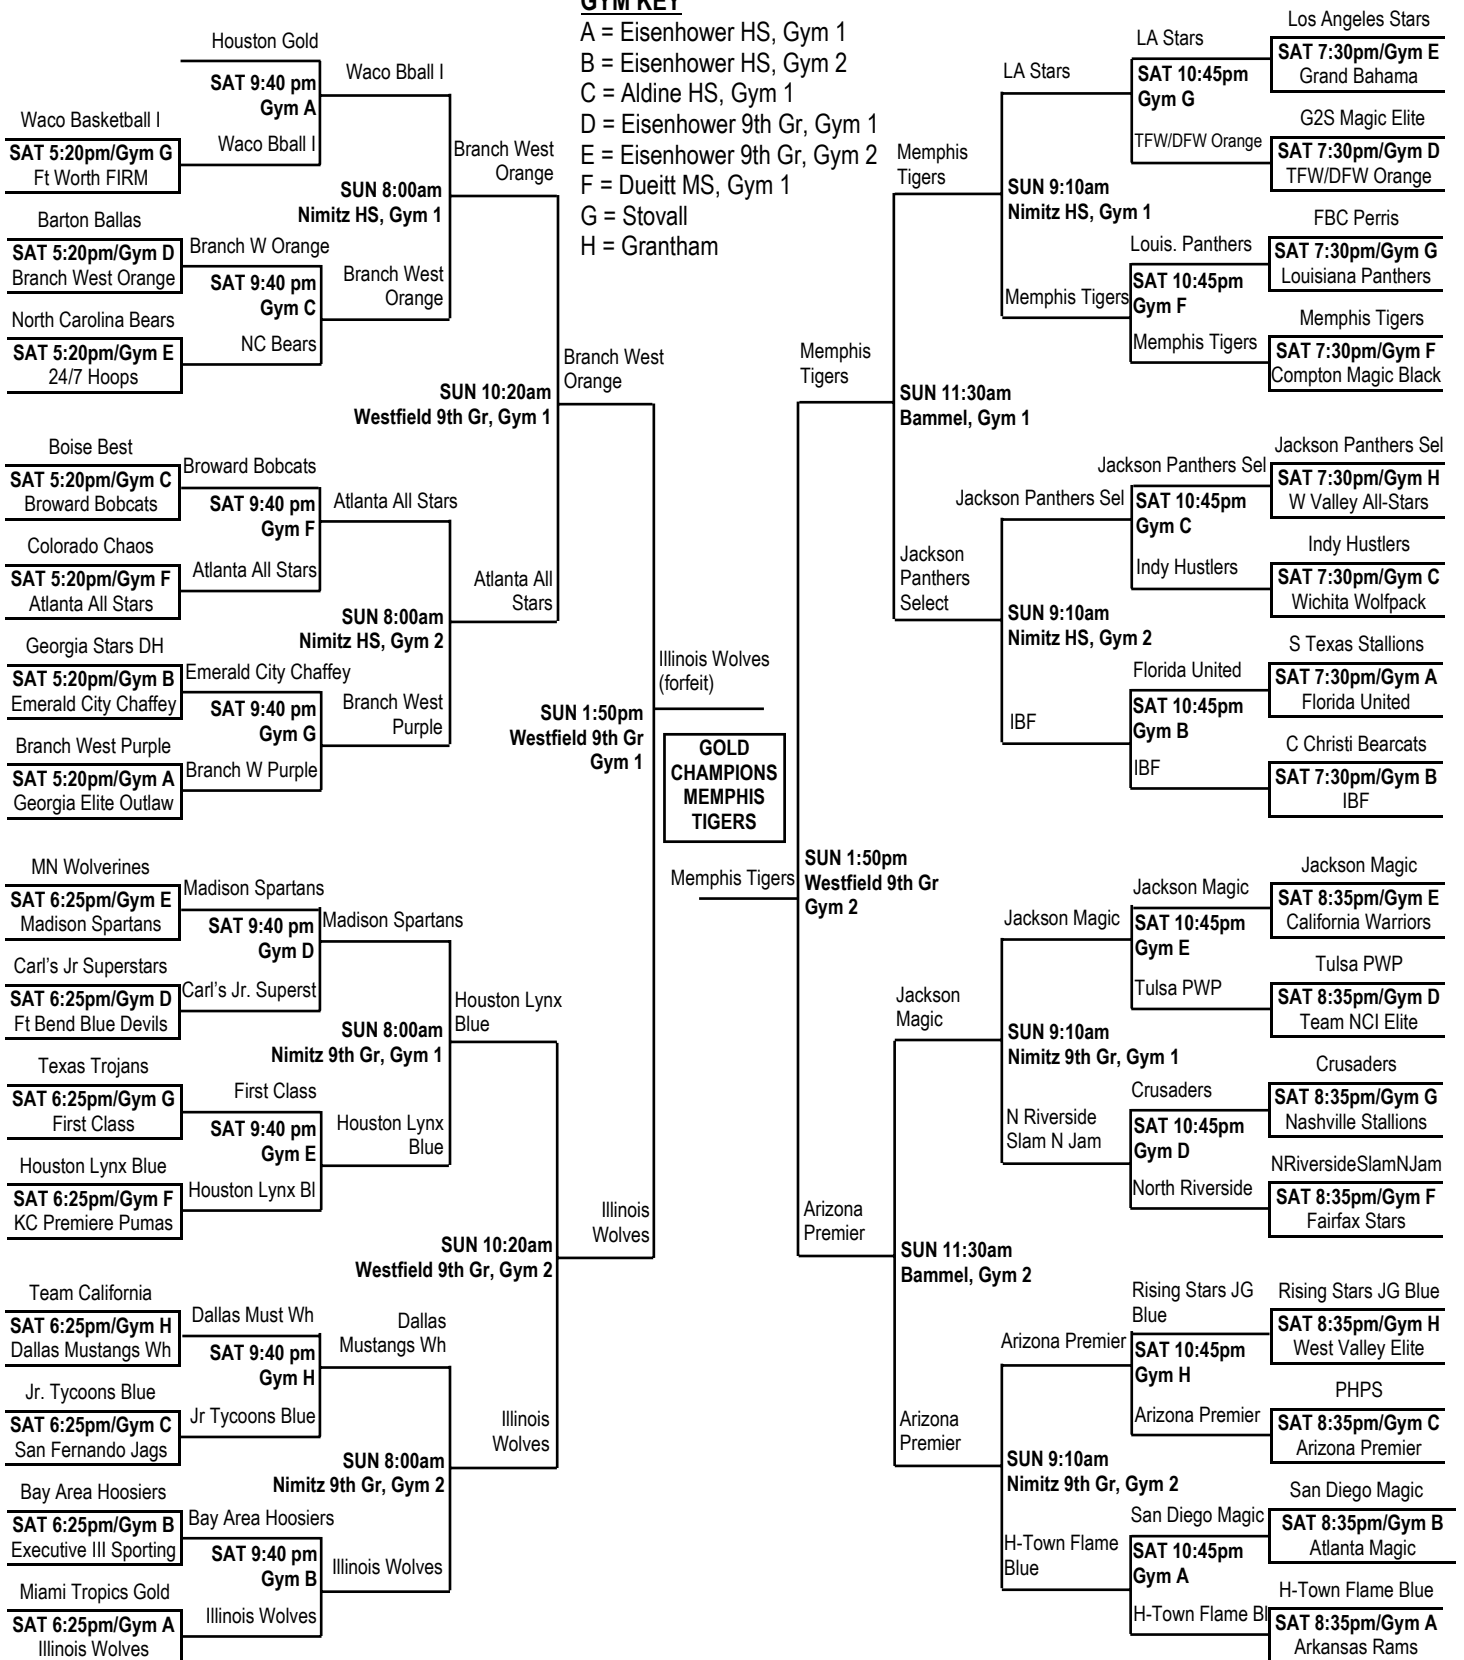 GYM KEY
A = Eisenhower HS, Gym 1
B = Eisenhower HS, Gym 2
C = Aldine HS, Gym 1
D = Eisenhower 9th Gr, Gym 1
E = Eisenhower 9th Gr, Gym 2
F = Dueitt MS, Gym 1
G = Stovall
H = Grantham
Houston Gold
SAT 9:40 pm
Gym A
Waco Basketball I
SAT 5:20pm/Gym G
Ft Worth FIRM
Waco Bball I
Waco Bball I
SUN 8:00am
Nimitz HS, Gym 1
Barton Ballas
SAT 5:20pm/Gym D
Branch West Orange
Branch W Orange
SAT 9:40 pm
Gym C
North Carolina Bears
SAT 5:20pm/Gym E
24/7 Hoops
NC Bears
Branch West
Orange
Branch West
Orange
SUN 10:20am
Westfield 9th Gr, Gym 1
Boise Best
SAT 5:20pm/Gym C
Broward Bobcats
Broward Bobcats
SAT 9:40 pm
Gym F
Colorado Chaos
SAT 5:20pm/Gym F
Atlanta All Stars
Atlanta All Stars
Atlanta All Stars
SUN 8:00am
Nimitz HS, Gym 2
Georgia Stars DH
SAT 5:20pm/Gym B
Emerald City Chaffey
Emerald City Chaffey
SAT 9:40 pm
Gym G
Branch West Purple
SAT 5:20pm/Gym A
Georgia Elite Outlaw
Branch W Purple
Branch West
Purple
Atlanta All
Stars
Branch West
Orange
SUN 1:50pm
Westfield 9th Gr
Gym 1
Illinois Wolves
(forfeit)
GOLD
CHAMPIONS
MEMPHIS
TIGERS
MN Wolverines
SAT 6:25pm/Gym E
Madison Spartans
Madison Spartans
SAT 9:40 pm
Gym D
Carl's Jr Superstars
SAT 6:25pm/Gym D
Ft Bend Blue Devils
Carl's Jr. Superst
Madison Spartans
SUN 8:00am
Nimitz 9th Gr, Gym 1
Texas Trojans
SAT 6:25pm/Gym G
First Class
First Class
SAT 9:40 pm
Gym E
Houston Lynx Blue
SAT 6:25pm/Gym F
KC Premiere Pumas
Houston Lynx Bl
Houston Lynx
Blue
Houston Lynx
Blue
SUN 10:20am
Westfield 9th Gr, Gym 2
Illinois
Wolves
Team California
SAT 6:25pm/Gym H
Dallas Mustangs Wh
Dallas Must Wh
SAT 9:40 pm
Gym H
Jr. Tycoons Blue
SAT 6:25pm/Gym C
San Fernando Jags
Jr Tycoons Blue
Dallas
Mustangs Wh
SUN 8:00am
Nimitz 9th Gr, Gym 2
Illinois
Wolves
Bay Area Hoosiers
SAT 6:25pm/Gym B
Executive III Sporting
Bay Area Hoosiers
SAT 9:40 pm
Gym B
Miami Tropics Gold
SAT 6:25pm/Gym A
Illinois Wolves
Illinois Wolves
Illinois Wolves
Los Angeles Stars
SAT 7:30pm/Gym E
Grand Bahama
LA Stars
SAT 10:45pm
Gym G
G2S Magic Elite
SAT 7:30pm/Gym D
TFW/DFW Orange
TFW/DFW Orange
LA Stars
SUN 9:10am
Nimitz HS, Gym 1
FBC Perris
SAT 7:30pm/Gym G
Louisiana Panthers
Louis. Panthers
SAT 10:45pm
Gym F
Memphis Tigers
SAT 7:30pm/Gym F
Compton Magic Black
Memphis Tigers
Memphis Tigers
Memphis
Tigers
SUN 11:30am
Bammel, Gym 1
Memphis
Tigers
Jackson Panthers Sel
SAT 7:30pm/Gym H
W Valley All-Stars
Jackson Panthers Sel
SAT 10:45pm
Gym C
Indy Hustlers
SAT 7:30pm/Gym C
Wichita Wolfpack
Indy Hustlers
Jackson Panthers Sel
SUN 9:10am
Nimitz HS, Gym 2
Jackson
Panthers
Select
S Texas Stallions
SAT 7:30pm/Gym A
Florida United
Florida United
SAT 10:45pm
Gym B
C Christi Bearcats
SAT 7:30pm/Gym B
IBF
IBF
IBF
Memphis Tigers
SUN 1:50pm
Westfield 9th Gr
Gym 2
Jackson Magic
SAT 8:35pm/Gym E
California Warriors
Jackson Magic
SAT 10:45pm
Gym E
Tulsa PWP
SAT 8:35pm/Gym D
Team NCI Elite
Tulsa PWP
Jackson Magic
SUN 9:10am
Nimitz 9th Gr, Gym 1
Jackson
Magic
Crusaders
SAT 8:35pm/Gym G
Nashville Stallions
Crusaders
SAT 10:45pm
Gym D
NRiversideSlamNJam
SAT 8:35pm/Gym F
Fairfax Stars
North Riverside
N Riverside
Slam N Jam
Arizona
Premier
SUN 11:30am
Bammel, Gym 2
Rising Stars JG Blue
SAT 8:35pm/Gym H
West Valley Elite
Rising Stars JG
Blue
SAT 10:45pm
Gym H
PHPS
SAT 8:35pm/Gym C
Arizona Premier
Arizona Premier
Arizona Premier
Arizona
Premier
SUN 9:10am
Nimitz 9th Gr, Gym 2
San Diego Magic
SAT 8:35pm/Gym B
Atlanta Magic
San Diego Magic
SAT 10:45pm
Gym A
H-Town Flame Blue
SAT 8:35pm/Gym A
Arkansas Rams
H-Town Flame Bl
H-Town Flame
Blue